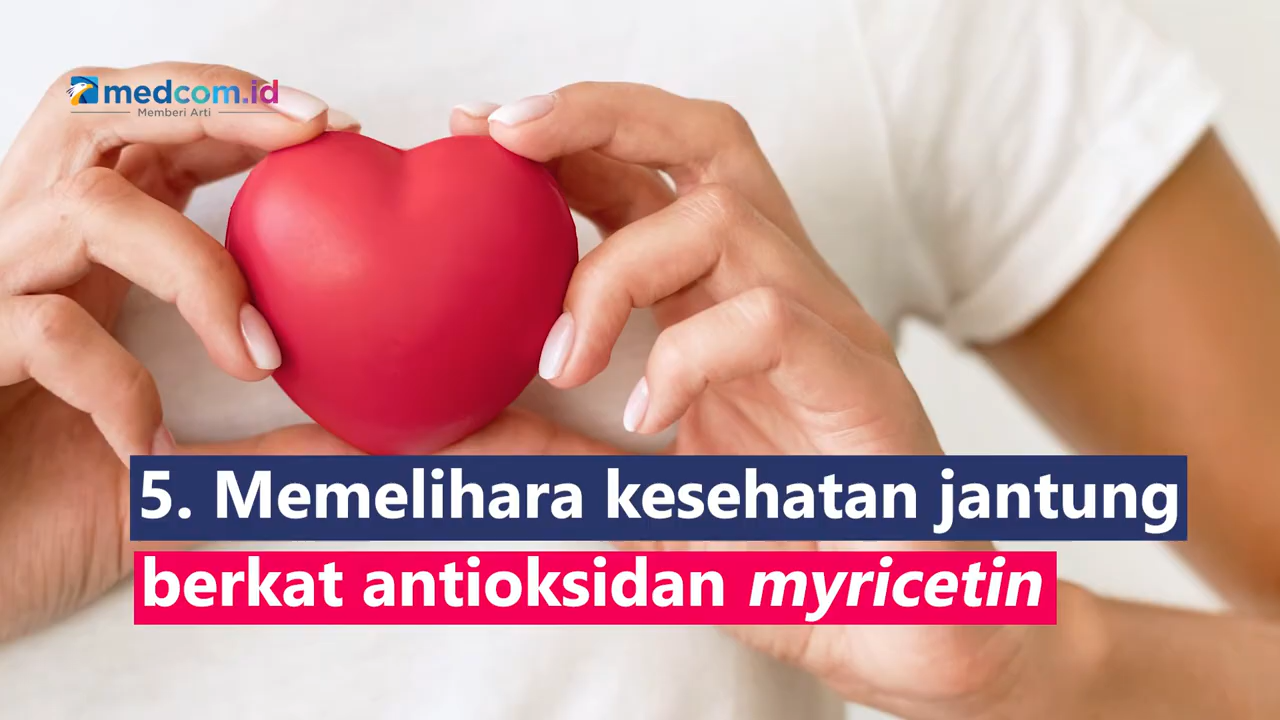 medcom.id
Memberi Arti
5. Memelihara kesehatan jantung
berkat antioksidan myricetin